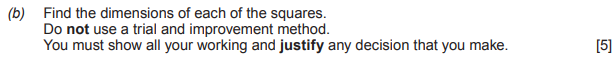 (b) Find the dimensions of each of the squares.
Do not use a trial and improvement method.
You must show all your working and justify any decision that you make. [5]